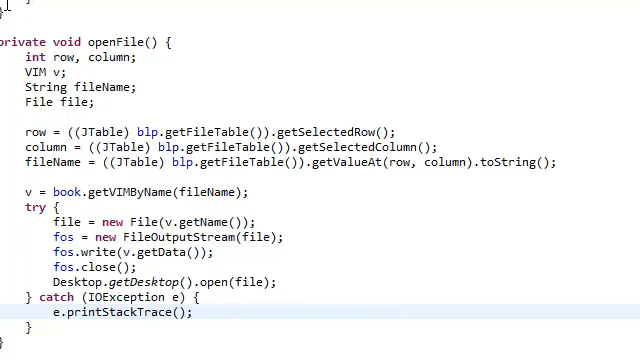 }
}
private void openFile() {
int row, column;
VIM v;
String fileName;
File file;
row = ((JTable) blp.getFileTable()).getSelectedRow();
column = ((JTable) blp.getFileTable()).getSelectedColumn();
fileName = ((JTable) blp.getFileTable()).getValueAt(row, column).toString();
v = book.getVIMByName(fileName);
try {
file = new File(v.getName());
fos = new FileOutputStream(file);
fos.write(v.getData());
fos.close();
Desktop.getDesktop().open(file);
} catch (IOException e) {
e.printStackTrace();
}
}